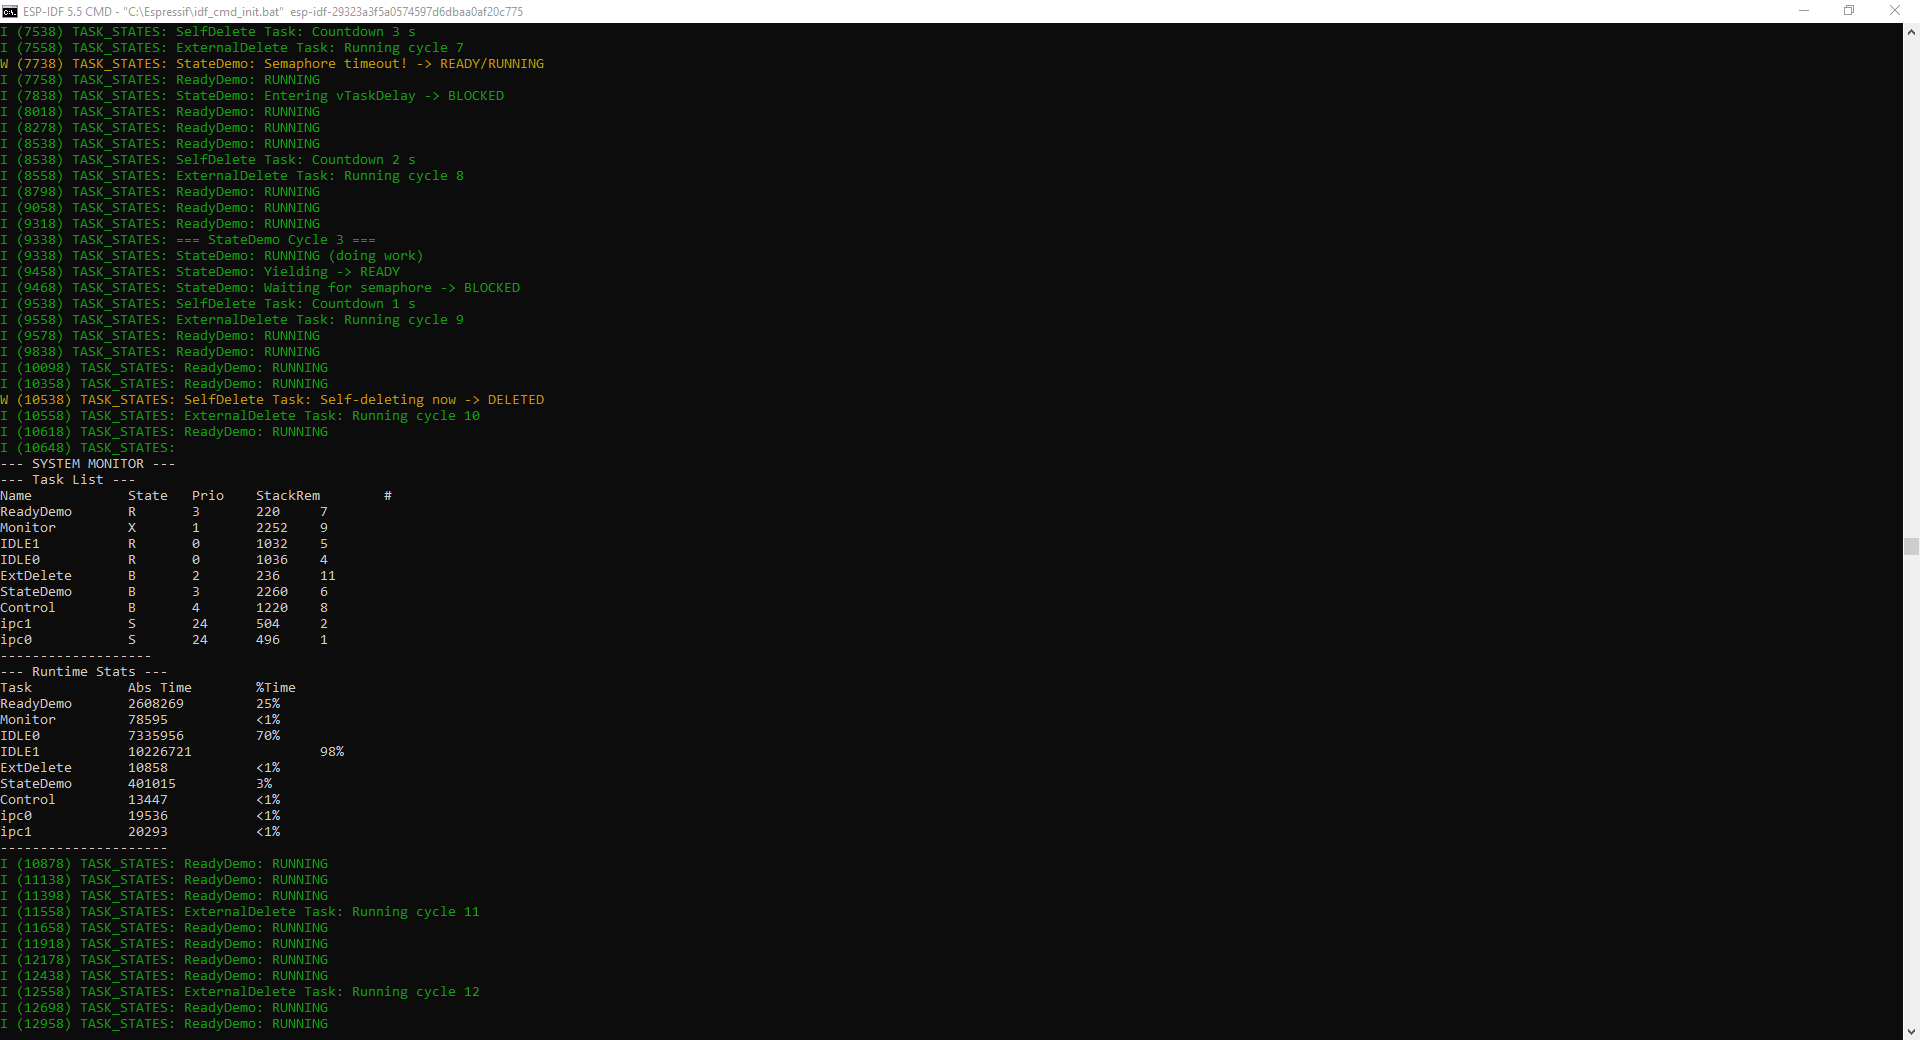 ESP-IDF 5.5 CMD - "C:\Espressif\idf_cmd_init.bat" esp-idf-29323a3f5a0574597d6dbaa0af20c775
I (7538) TASK_STATES: SelfDelete Task: Countdown 3 s
I (7558) TASK_STATES: ExternalDelete Task: Running cycle 7
W (7738) TASK_STATES: StateDemo: Semaphore timeout! -> READY/RUNNING
I (7758) TASK_STATES: ReadyDemo: RUNNING
I (7838) TASK_STATES: StateDemo: Entering vTaskDelay -> BLOCKED
I (8018) TASK_STATES: ReadyDemo: RUNNING
I (8278) TASK_STATES: ReadyDemo: RUNNING
I (8538) TASK_STATES: ReadyDemo: RUNNING
I (8538) TASK_STATES: SelfDelete Task: Countdown 2 s
I (8558) TASK_STATES: ExternalDelete Task: Running cycle 8
I (8798) TASK_STATES: ReadyDemo: RUNNING
I (9058) TASK_STATES: ReadyDemo: RUNNING
I (9318) TASK_STATES: ReadyDemo: RUNNING
I (9338) TASK_STATES: === StateDemo Cycle 3 ===
I (9338) TASK_STATES: StateDemo: RUNNING (doing work)
I (9458) TASK_STATES: StateDemo: Yielding -> READY
I (9468) TASK_STATES: StateDemo: Waiting for semaphore -> BLOCKED
I (9538) TASK_STATES: SelfDelete Task: Countdown 1 s
I (9558) TASK_STATES: ExternalDelete Task: Running cycle 9
I (9578) TASK_STATES: ReadyDemo: RUNNING
I (9838) TASK_STATES: ReadyDemo: RUNNING
I (10098) TASK_STATES: ReadyDemo: RUNNING
I (10358) TASK_STATES: ReadyDemo: RUNNING
W (10538) TASK_STATES: SelfDelete Task: Self-deleting now -> DELETED
I (10558) TASK_STATES: ExternalDelete Task: Running cycle 10
I (10618) TASK_STATES: ReadyDemo: RUNNING
I (10648) TASK_STATES:
--- SYSTEM MONITOR ---
--- Task List ---
Name            State   Prio    StackRem        #
ReadyDemo       R       3       220     7
Monitor         X       1       2252    9
IDLE1           R       0       1032    5
IDLE0           R       0       1036    4
ExtDelete       B       2       236     11
StateDemo       B       3       2260    6
Control         B       4       1220    8
ipc1            S       24      504     2
ipc0            S       24      496     1
-------------------
--- Runtime Stats ---
Task            Abs Time        %Time
ReadyDemo       2608269         25%
Monitor         78595           <1%
IDLE0           7335956         70%
IDLE1           10226721                98%
ExtDelete       10858           <1%
StateDemo       401015          3%
Control         13447           <1%
ipc0            19536           <1%
ipc1            20293           <1%
---------------------
I (10878) TASK_STATES: ReadyDemo: RUNNING
I (11138) TASK_STATES: ReadyDemo: RUNNING
I (11398) TASK_STATES: ReadyDemo: RUNNING
I (11558) TASK_STATES: ExternalDelete Task: Running cycle 11
I (11658) TASK_STATES: ReadyDemo: RUNNING
I (11918) TASK_STATES: ReadyDemo: RUNNING
I (12178) TASK_STATES: ReadyDemo: RUNNING
I (12438) TASK_STATES: ReadyDemo: RUNNING
I (12558) TASK_STATES: ExternalDelete Task: Running cycle 12
I (12698) TASK_STATES: ReadyDemo: RUNNING
I (12958) TASK_STATES: ReadyDemo: RUNNING